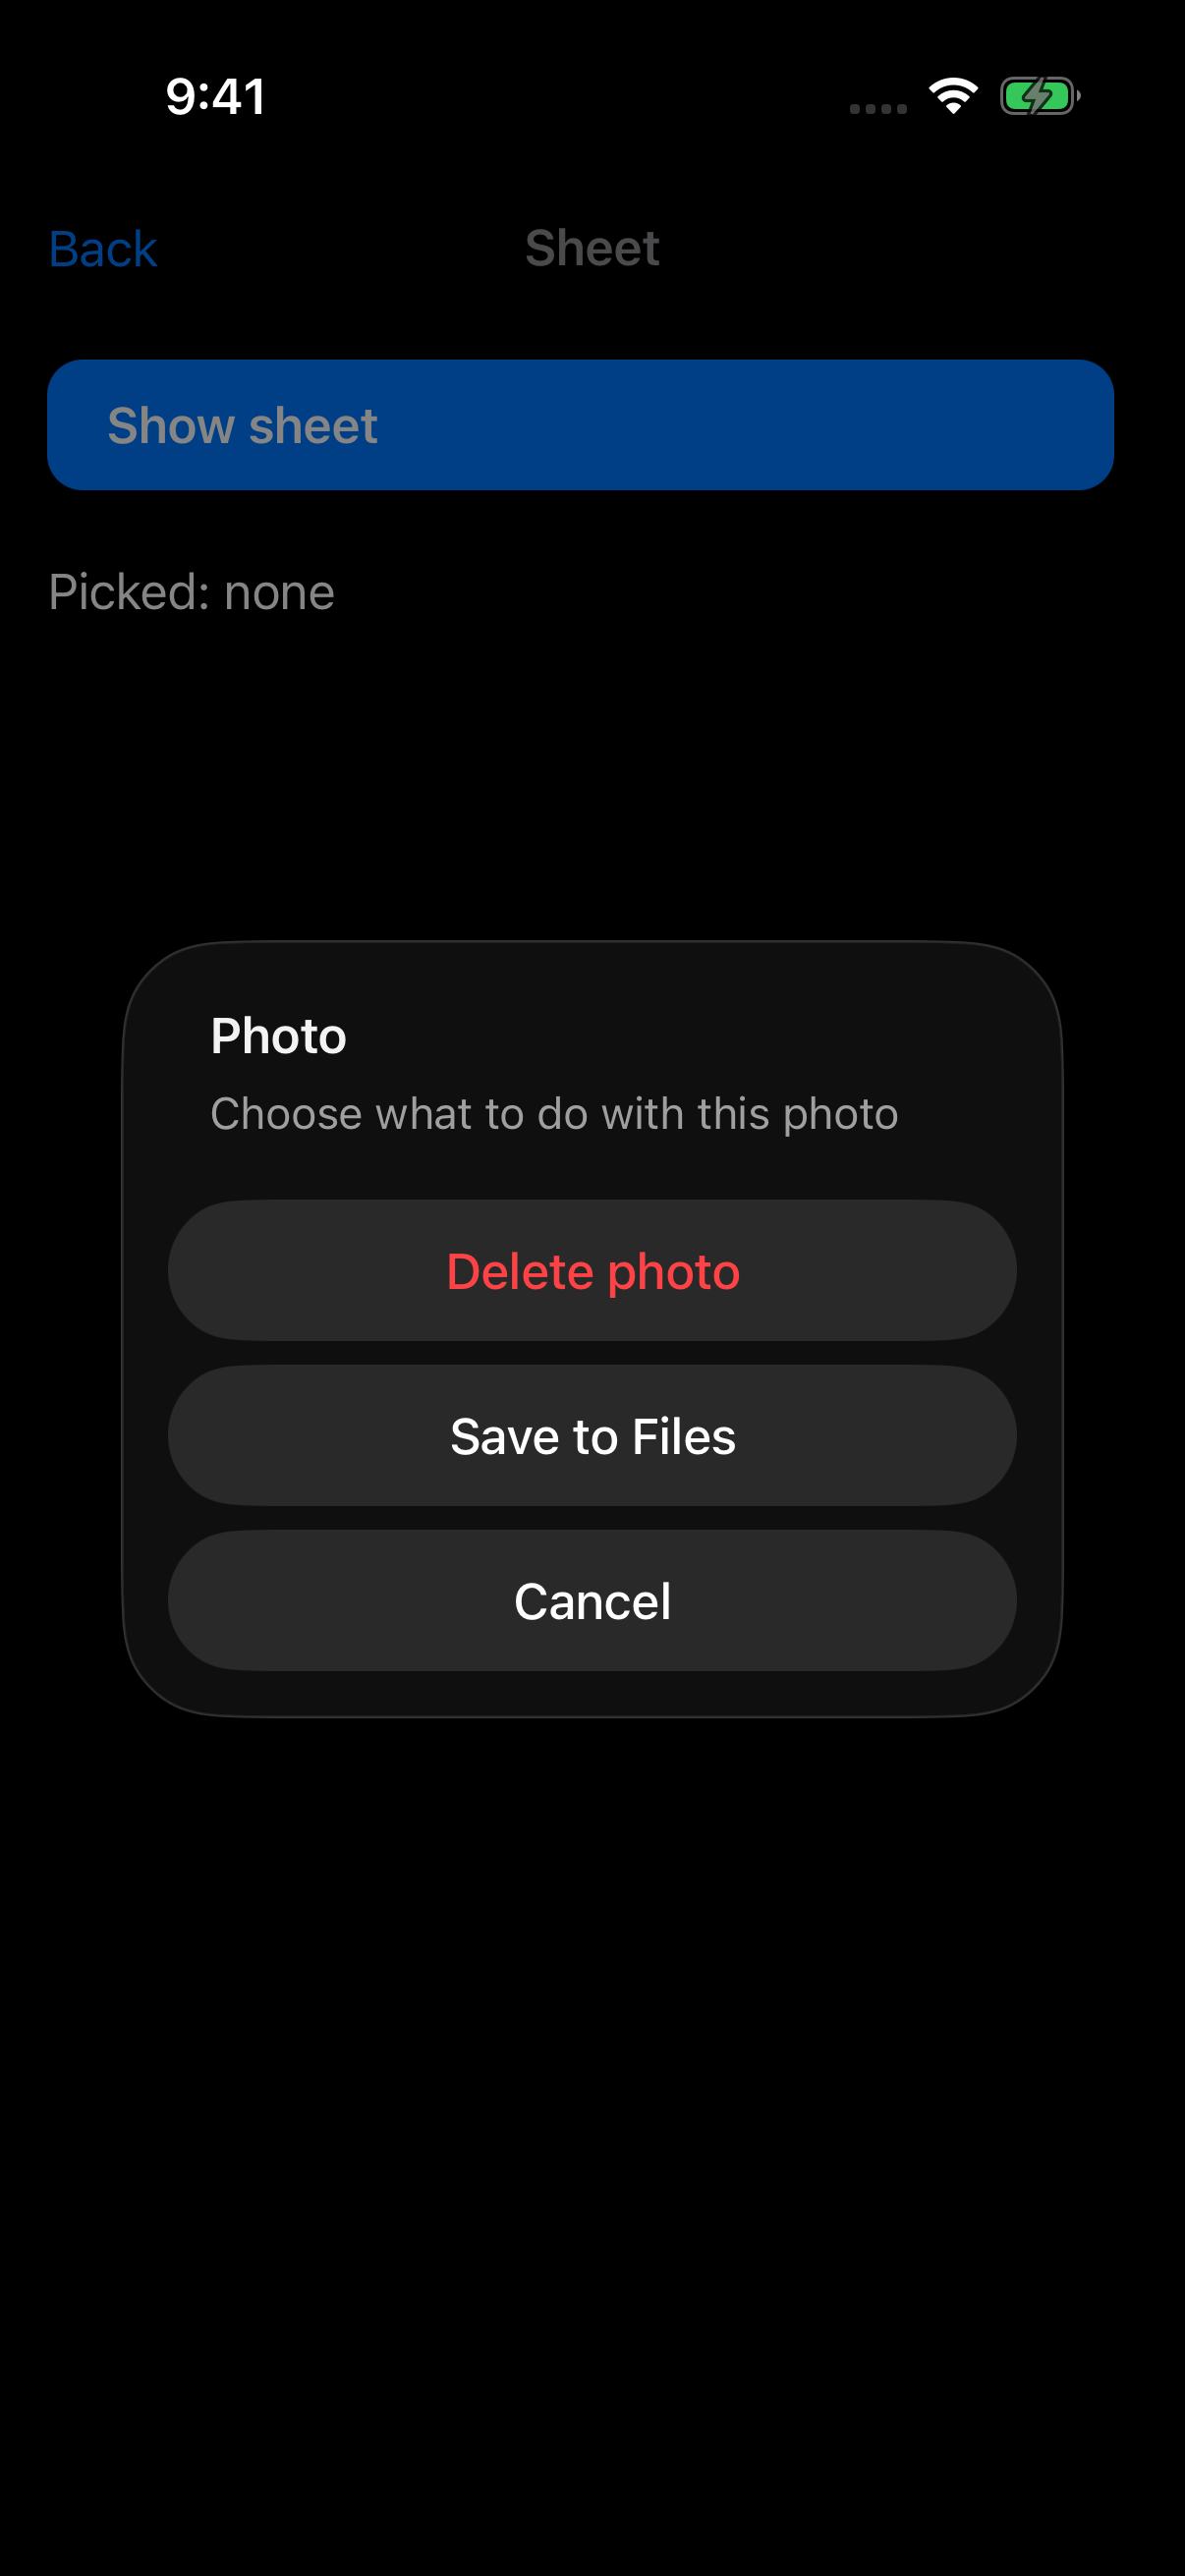 9:41
Back
Sheet
Show sheet
Picked: none
Photo
Choose what to do with this photo
Delete photo
Save to Files
Cancel